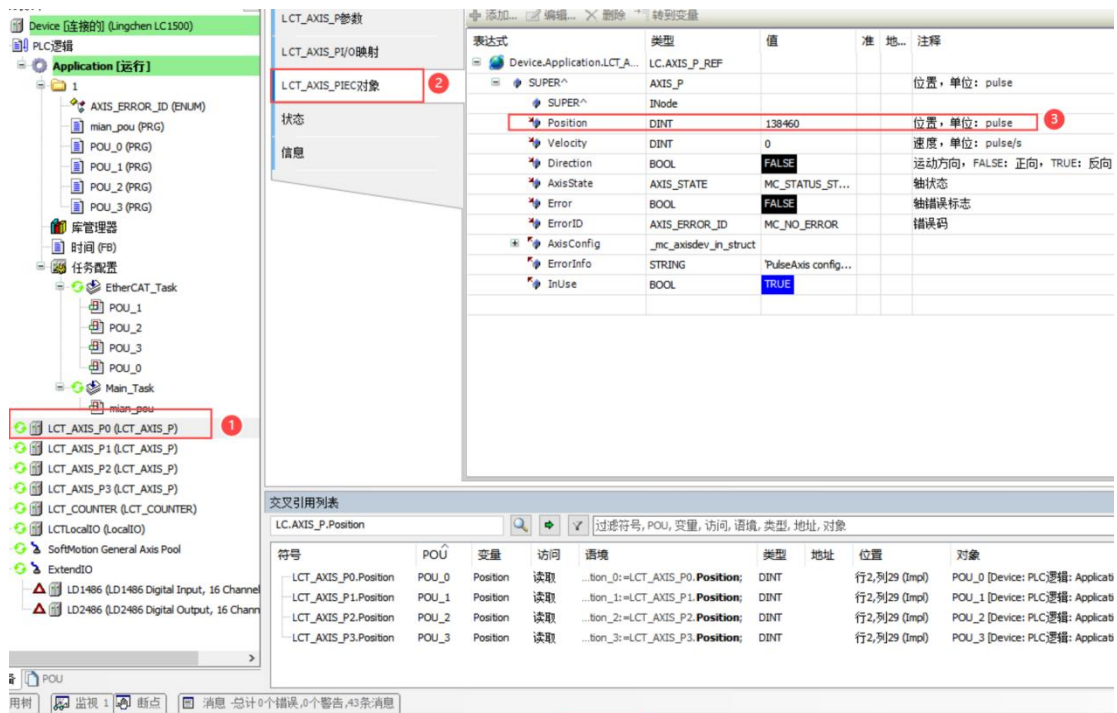 Device [连接的] (Lingchen LC1500)
PLC逻辑
Application [运行]
1
AXIS_ERROR_ID (ENUM)
mian_pou (PRG)
POU_0 (PRG)
POU_1 (PRG)
POU_2 (PRG)
POU_3 (PRG)
库管理器
时间 (FB)
任务配置
EtherCAT_Task
POU_1
POU_2
POU_3
POU_0
Main_Task
mian_pou
LCT_AXIS_P0 (LCT_AXIS_P)
1
LCT_AXIS_P1 (LCT_AXIS_P)
LCT_AXIS_P2 (LCT_AXIS_P)
LCT_AXIS_P3 (LCT_AXIS_P)
LCT_COUNTER (LCT_COUNTER)
LCTLocalIO (LocalIO)
SoftMotion General Axis Pool
ExtendIO
LD1486 (LD1486 Digital Input, 16 Channel
LD2486 (LD2486 Digital Output, 16 Chann
POU
LCT_AXIS_P参数
LCT_AXIS_PI/O映射
LCT_AXIS_PIEC对象
2
状态
信息
添加... 编辑... 删除 转到变量
表达式 类型 值 准 地... 注释
Device.Application.LCT_A... LC.AXIS_P_REF
SUPER^ AXIS_P 位置，单位：pulse
SUPER^ INode
Position DINT 138460 位置，单位：pulse
3
Velocity DINT 0 速度，单位：pulse/s
Direction BOOL FALSE 运动方向，FALSE：正向，TRUE：反向
AxisState AXIS_STATE MC_STATUS_ST... 轴状态
Error BOOL FALSE 轴错误标志
ErrorID AXIS_ERROR_ID MC_NO_ERROR 错误码
AxisConfig _mc_axisdev_in_struct
ErrorInfo STRING 'PulseAxis config...
InUse BOOL TRUE
交叉引用列表
LC.AXIS_P.Position 过滤符号, POU, 变量, 访问, 语境, 类型, 地址, 对象
符号 POU 变量 访问 语境 类型 地址 位置 对象
LCT_AXIS_P0.Position POU_0 Position 读取 ...tion_0:=LCT_AXIS_P0.Position; DINT 行2,列29 (Impl) POU_0 [Device: PLC逻辑: Applicati
LCT_AXIS_P1.Position POU_1 Position 读取 ...tion_1:=LCT_AXIS_P1.Position; DINT 行2,列29 (Impl) POU_1 [Device: PLC逻辑: Applicati
LCT_AXIS_P2.Position POU_2 Position 读取 ...tion_2:=LCT_AXIS_P2.Position; DINT 行2,列29 (Impl) POU_2 [Device: PLC逻辑: Applicati
LCT_AXIS_P3.Position POU_3 Position 读取 ...tion_3:=LCT_AXIS_P3.Position; DINT 行2,列29 (Impl) POU_3 [Device: PLC逻辑: Applicati
用树 监视 1 断点 消息 -总计0个错误,0个警告,43条消息